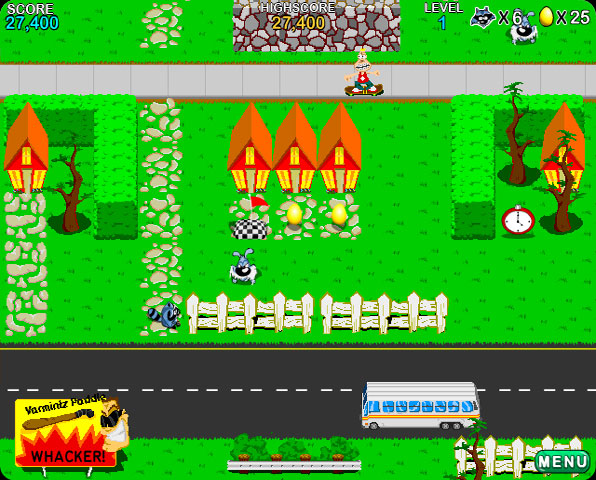 SCORE
27,400
HIGHSCORE
27,400
LEVEL
1
X 6
X 25
Varmintz Paddle
WHACKER!
MENU